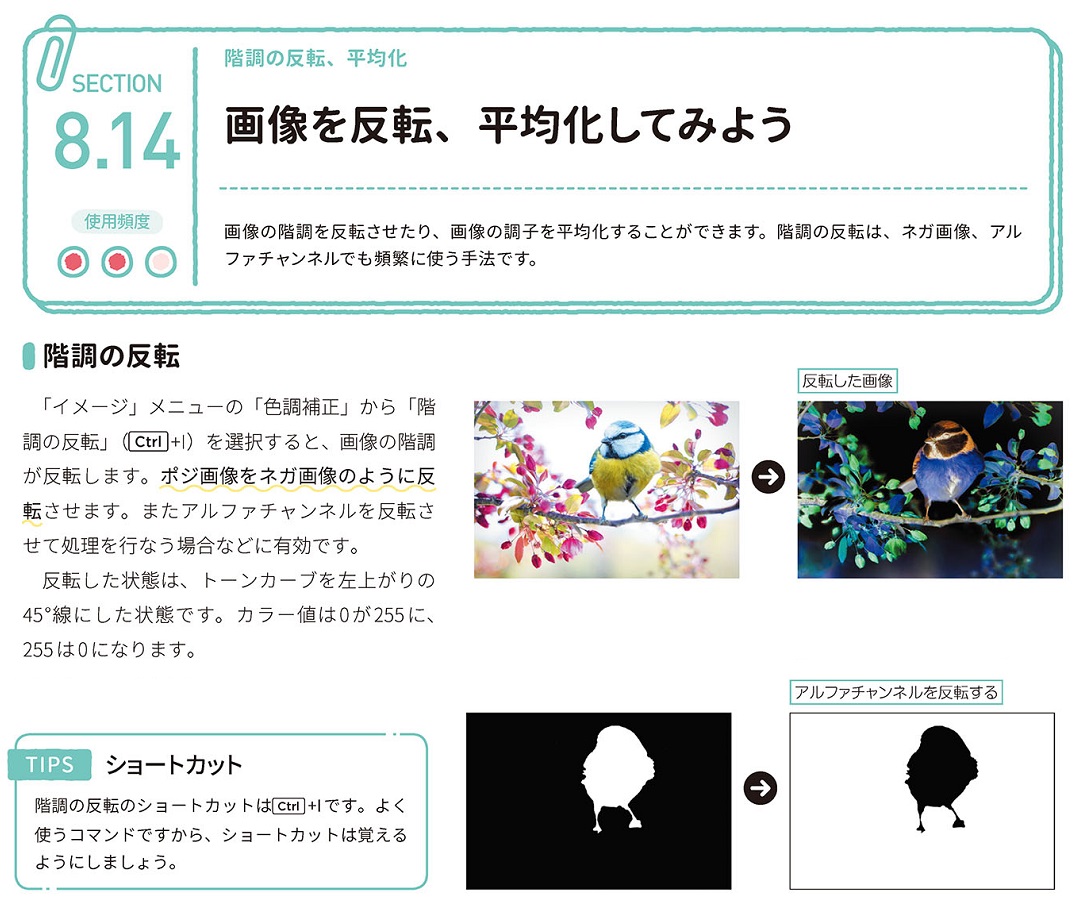 SECTION
8.14
使用頻度
階調の反転、平均化
画像を反転、平均化してみよう
画像の階調を反転させたり、画像の調子を平均化することができます。階調の反転は、ネガ画像、アル
ファチャンネルでも頻繁に使う手法です。
階調の反転
「イメージ」メニューの「色調補正」から「階
調の反転」（Ctrl+I）を選択すると、画像の階調
が反転します。ポジ画像をネガ画像のように反
転させます。またアルファチャンネルを反転さ
せて処理を行なう場合などに有効です。
反転した状態は、トーンカーブを左上がりの
45°線にした状態です。カラー値は0が255に、
255は0になります。
反転した画像
アルファチャンネルを反転する
TIPS ショートカット
階調の反転のショートカットはCtrl+Iです。よく
使うコマンドですから、ショートカットは覚える
ようにしましょう。